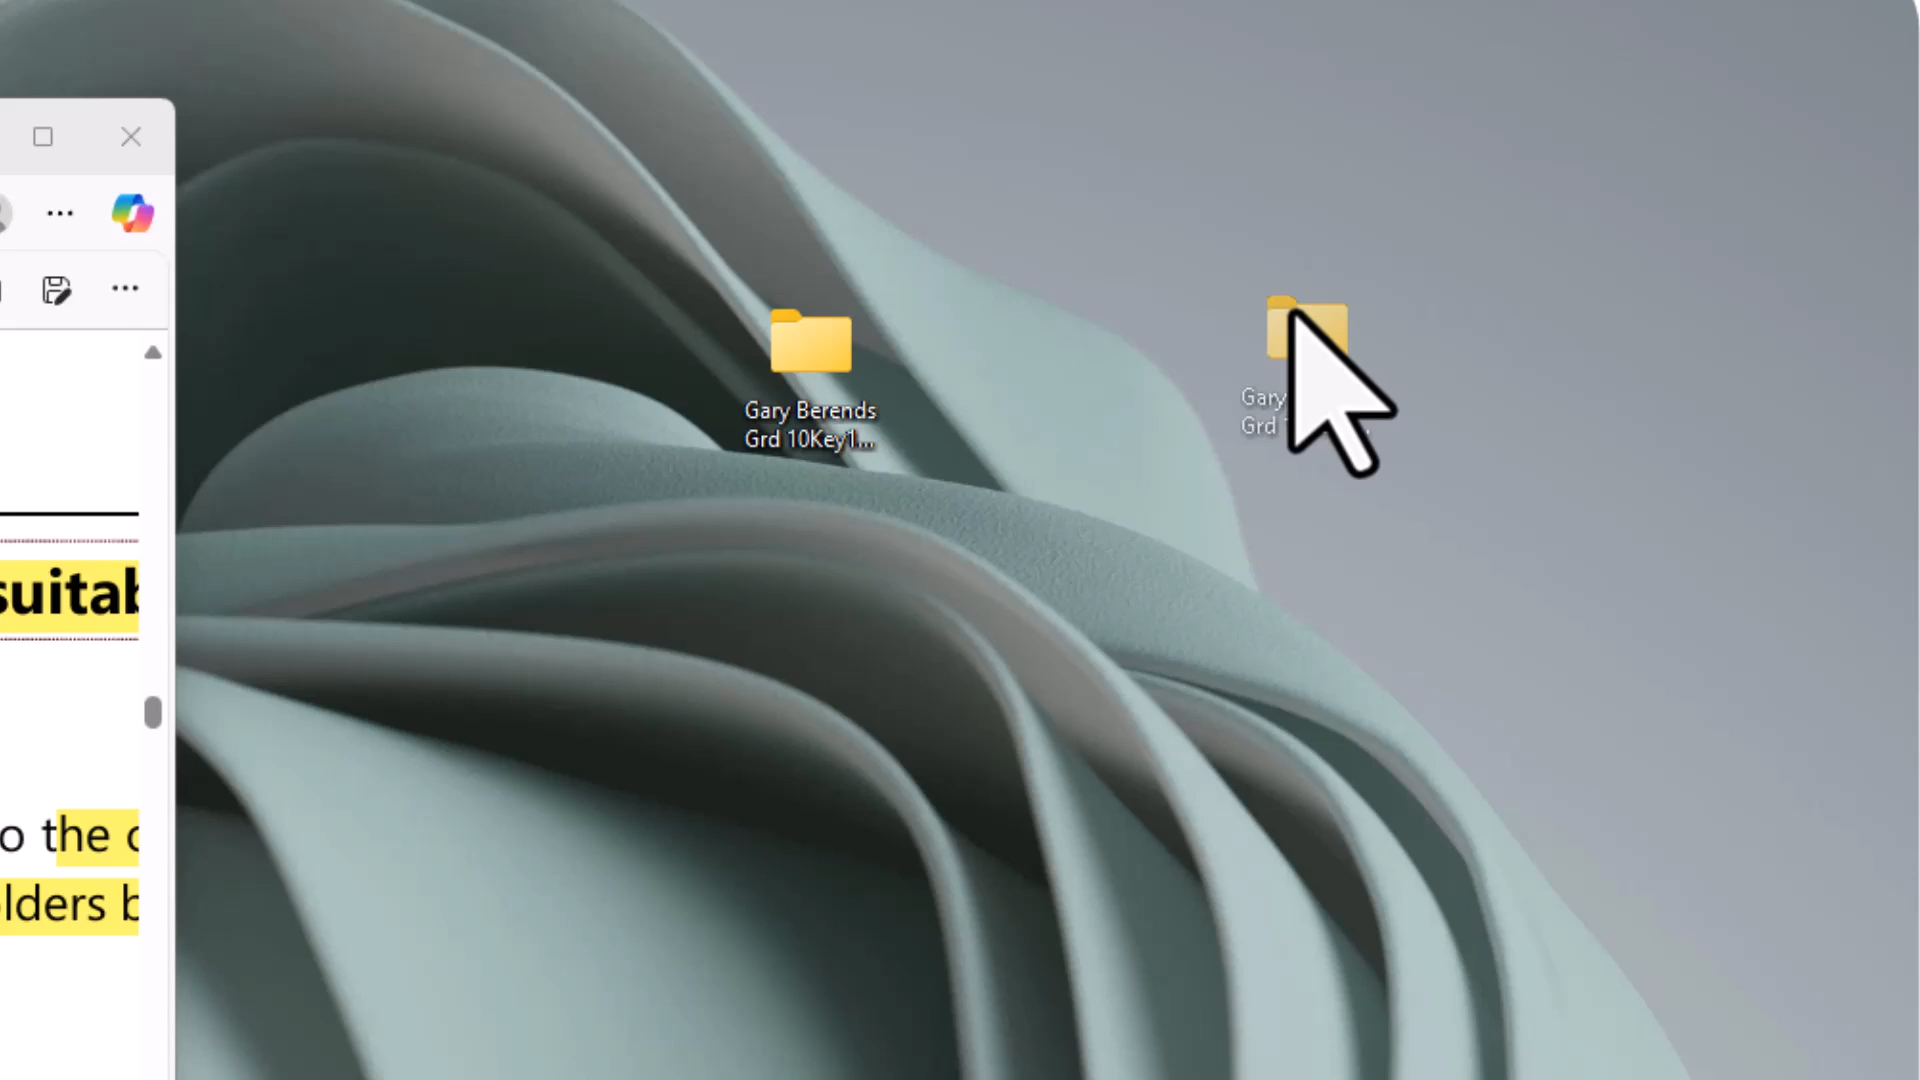 suitab
o the c
lders b
Gary Berends
Grd 10Key1...
Gary
Grd